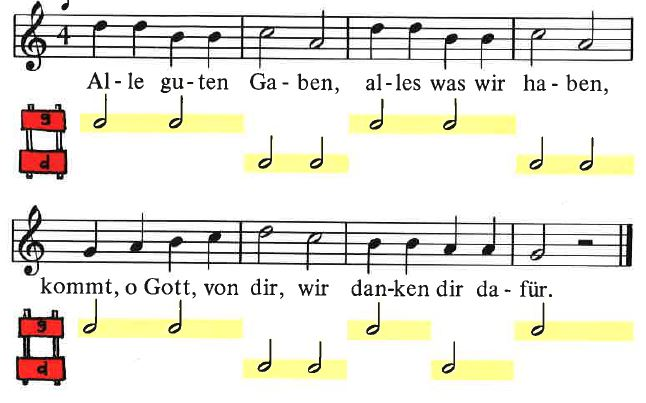 4
Al - le gu - ten Ga - ben, al - les was wir ha - ben,
g
d
kommt, o Gott, von dir, wir dan-ken dir da - für.
g
d